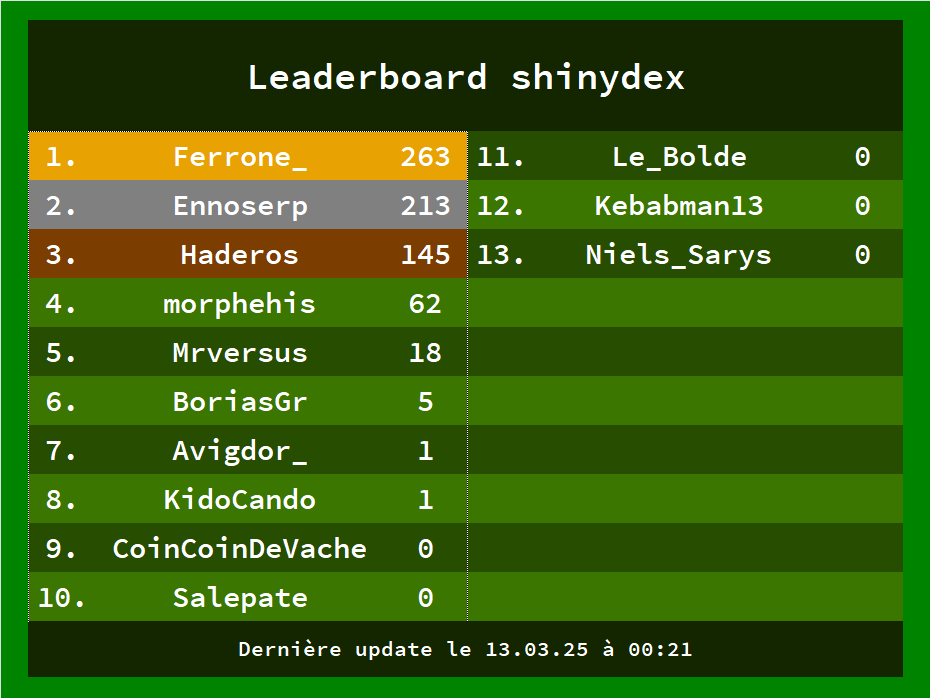 Leaderboard shinydex
1. Ferrone_ 263
2. Ennoserp 213
3. Haderos 145
4. morphehis 62
5. Mrversus 18
6. BoriasGr 5
7. Avigdor_ 1
8. KidoCando 1
9. CoinCoinDeVache 0
10. Salepate 0
11. Le_Bolde 0
12. Kebabman13 0
13. Niels_Sarys 0
Dernière update le 13.03.25 à 00:21